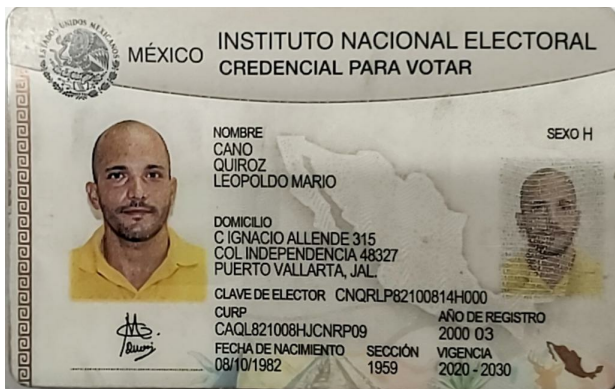 ESTADOS UNIDOS MEXICANOS
MÉXICO
INSTITUTO NACIONAL ELECTORAL
CREDENCIAL PARA VOTAR
NOMBRE
CANO
QUIROZ
LEOPOLDO MARIO
SEXO H
DOMICILIO
C IGNACIO ALLENDE 315
COL INDEPENDENCIA 48327
PUERTO VALLARTA, JAL.
CLAVE DE ELECTOR CNQRLP82100814H000
CURP
CAQL821008HJCNRP09
AÑO DE REGISTRO
2000 03
FECHA DE NACIMIENTO
08/10/1982
SECCIÓN
1959
VIGENCIA
2020 - 2030